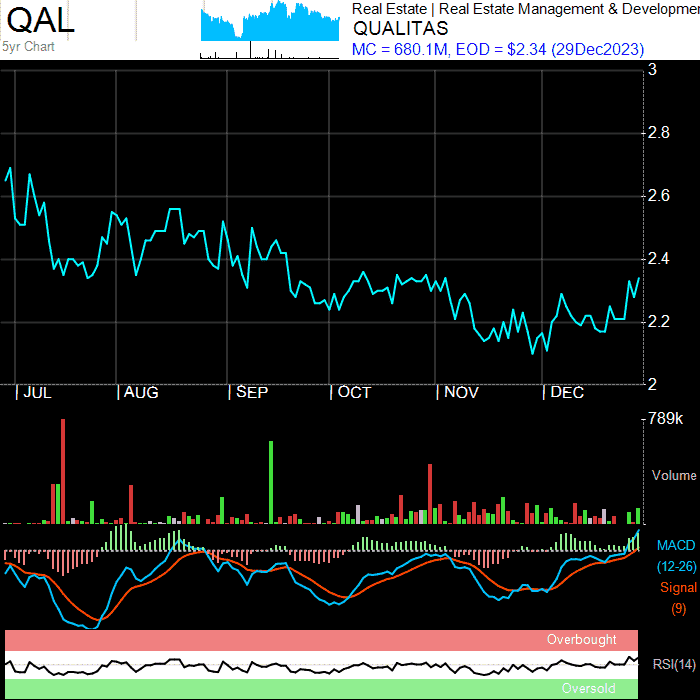 QAL
5yr Chart
Real Estate | Real Estate Management & Developmen
QUALITAS
MC = 680.1M, EOD = $2.34 (29Dec2023)
3
2.8
2.6
2.4
2.2
2
JUL AUG SEP OCT NOV DEC
789k
Volume
MACD
(12-26)
Signal
(9)
Overbought
RSI(14)
Oversold